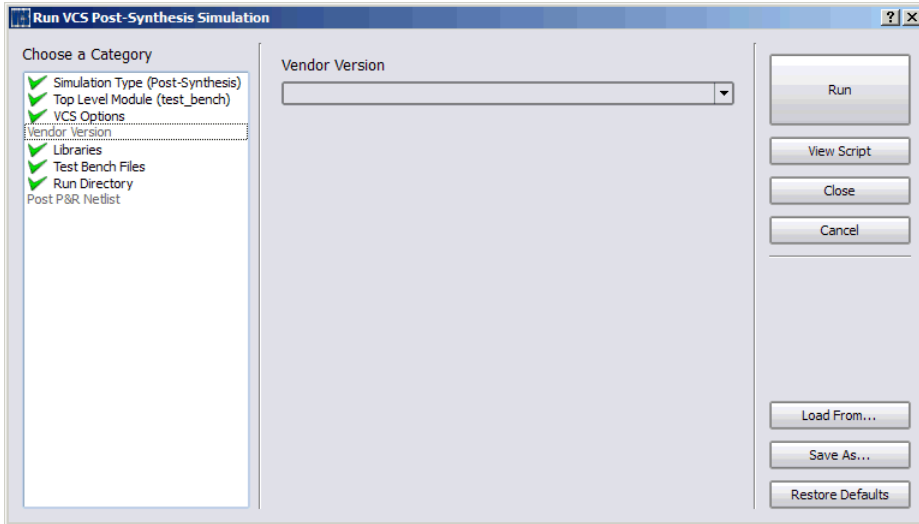 Run VCS Post-Synthesis Simulation
Choose a Category
Simulation Type (Post-Synthesis)
Top Level Module (test_bench)
VCS Options
Vendor Version
Libraries
Test Bench Files
Run Directory
Post P&R Netlist
Vendor Version
Run
View Script
Close
Cancel
Load From...
Save As...
Restore Defaults